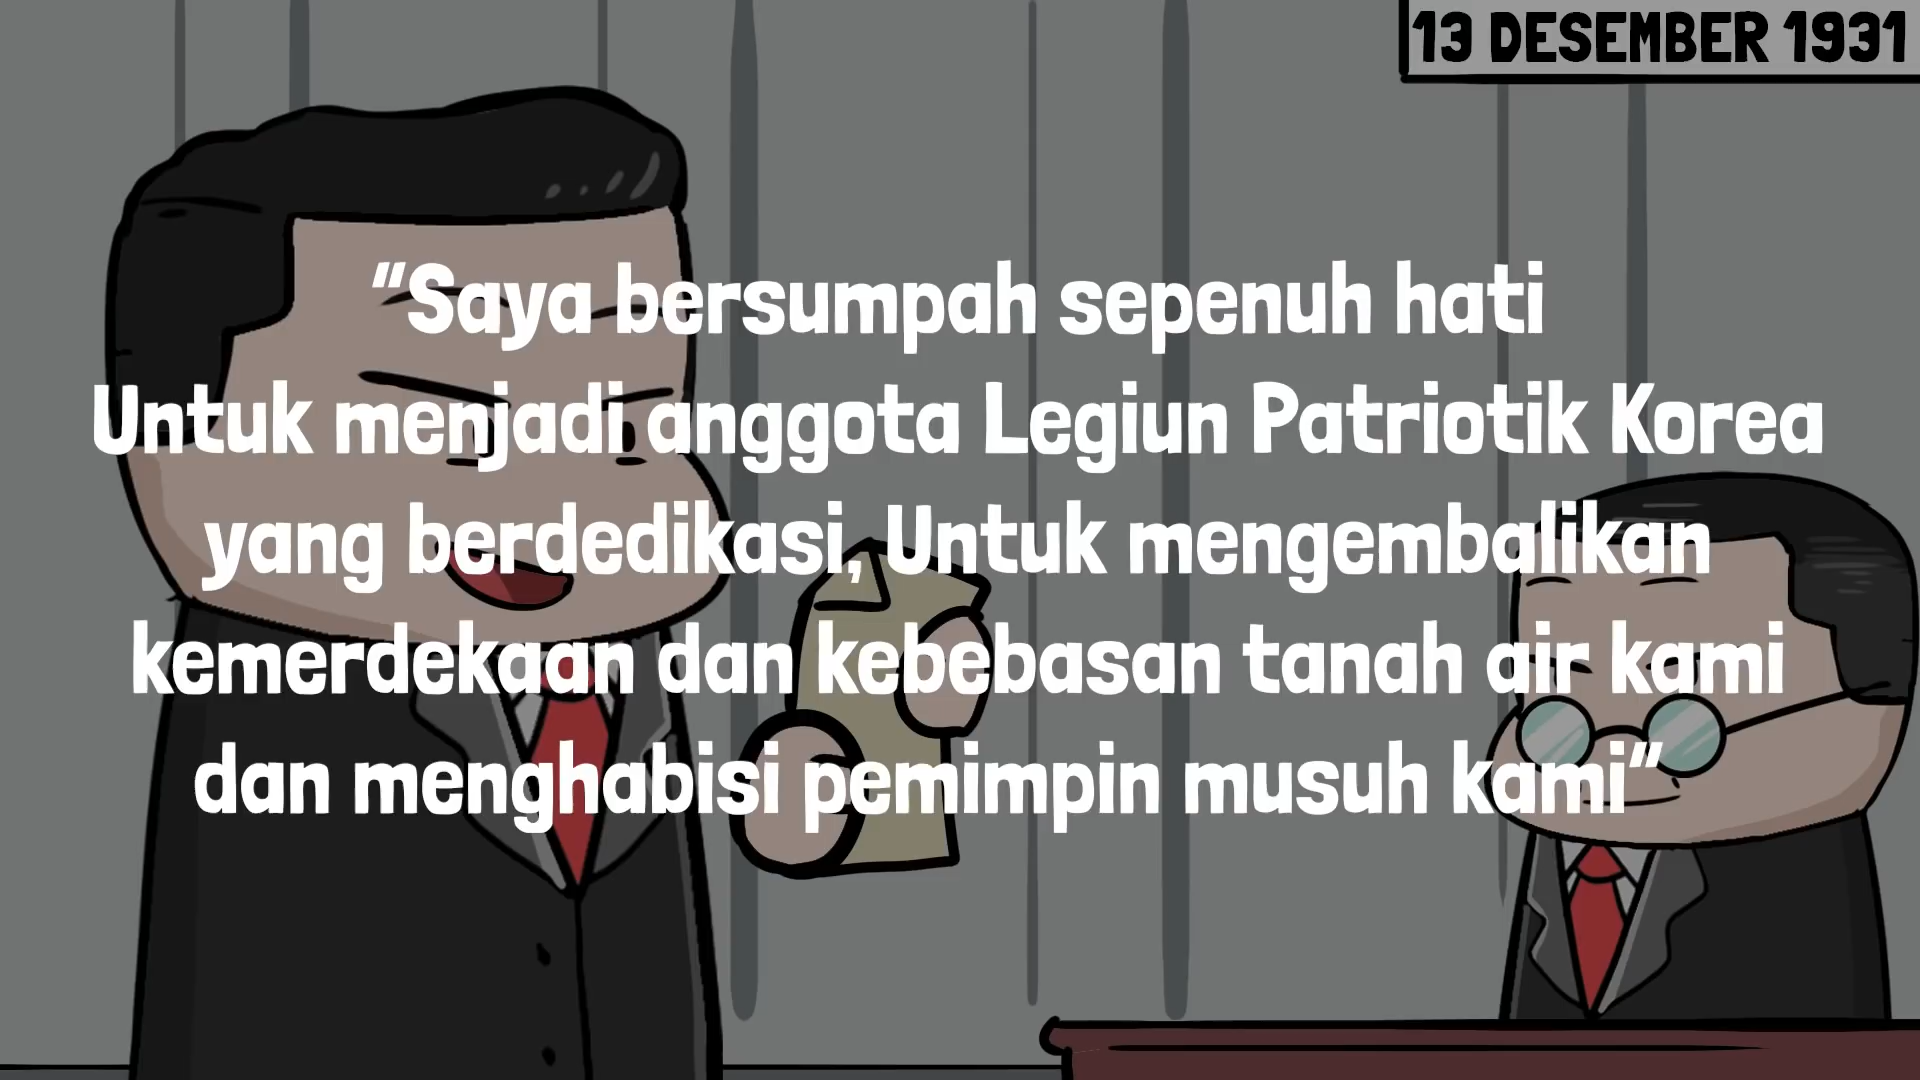 13 DESEMBER 1931
“Saya bersumpah sepenuh hati
Untuk menjadi anggota Legiun Patriotik Korea
yang berdedikasi, Untuk mengembalikan
kemerdekaan dan kebebasan tanah air kami
dan menghabisi pemimpin musuh kami”